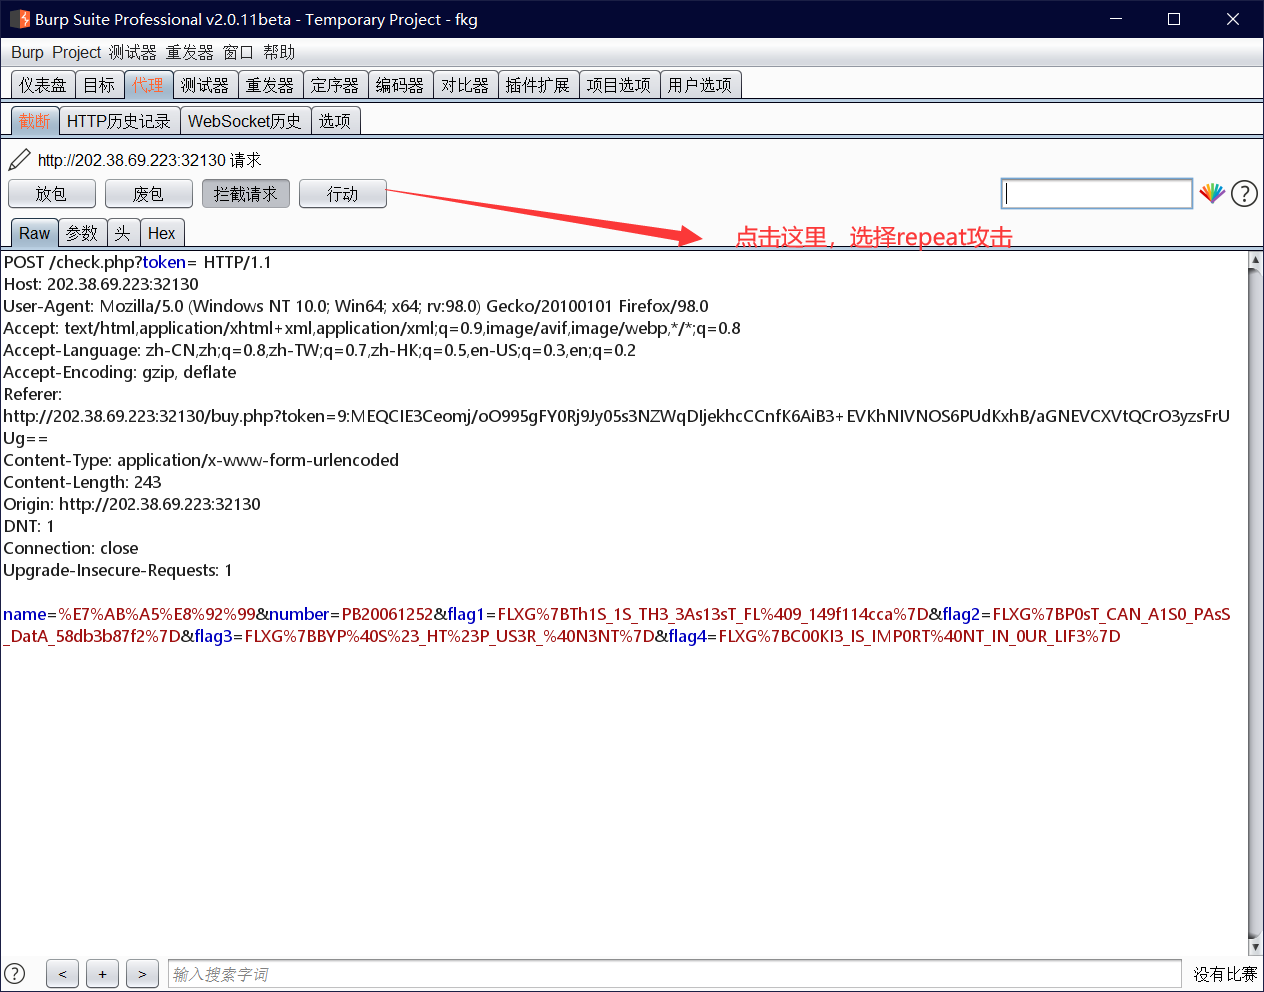 Burp Suite Professional v2.0.11beta - Temporary Project - fkg
Burp Project 测试器 重发器 窗口 帮助
仪表盘 目标 代理 测试器 重发器 定序器 编码器 对比器 插件扩展 项目选项 用户选项
截断 HTTP历史记录 WebSocket历史 选项
http://202.38.69.223:32130 请求
放包 废包 拦截请求 行动
?
点击这里，选择repeat攻击
Raw 参数 头 Hex
POST /check.php?token= HTTP/1.1
Host: 202.38.69.223:32130
User-Agent: Mozilla/5.0 (Windows NT 10.0; Win64; x64; rv:98.0) Gecko/20100101 Firefox/98.0
Accept: text/html,application/xhtml+xml,application/xml;q=0.9,image/avif,image/webp,*/*;q=0.8
Accept-Language: zh-CN,zh;q=0.8,zh-TW;q=0.7,zh-HK;q=0.5,en-US;q=0.3,en;q=0.2
Accept-Encoding: gzip, deflate
Referer:
http://202.38.69.223:32130/buy.php?token=9:MEQCIE3Ceomj/oO995gFY0Rj9Jy05s3NZWqDIjekhcCCnfK6AiB3+EVKhNIVNOS6PUdKxhB/aGNEVCXVtQCrO3yzsFrU
Ug==
Content-Type: application/x-www-form-urlencoded
Content-Length: 243
Origin: http://202.38.69.223:32130
DNT: 1
Connection: close
Upgrade-Insecure-Requests: 1
name=%E7%AB%A5%E8%92%99&number=PB20061252&flag1=FLXG%7BTh1S_1S_TH3_3As13sT_FL%409_149f114cca%7D&flag2=FLXG%7BP0sT_CAN_A1S0_PAsS
_DatA_58db3b87f2%7D&flag3=FLXG%7BBYP%40S%23_HT%23P_US3R_%40N3NT%7D&flag4=FLXG%7BC00KI3_IS_IMP0RT%40NT_IN_0UR_LIF3%7D
? < + > 输入搜索字词 没有比赛